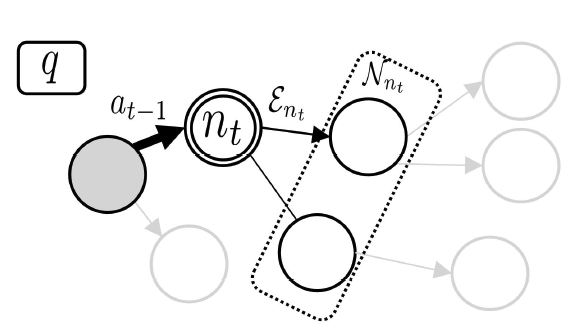 q
a_{t−1}
n_t
ℰ_{n_t}
𝒩_{n_t}